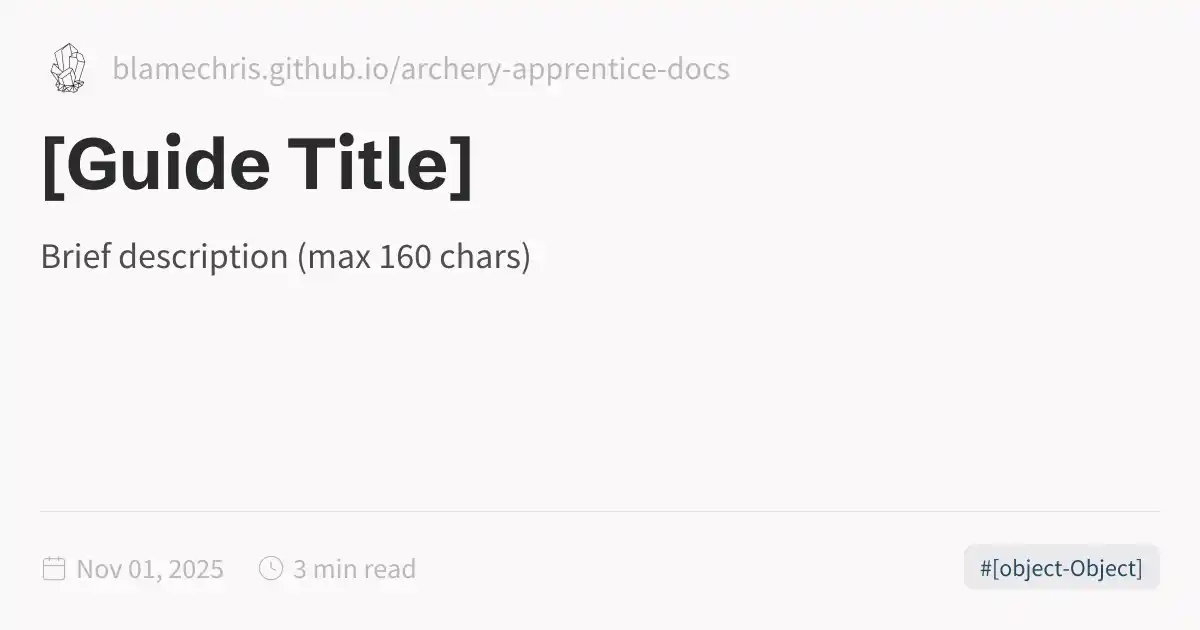 blamechris.github.io/archery-apprentice-docs
[Guide Title]
Brief description (max 160 chars)
Nov 01, 2025
3 min read
#[object-Object]